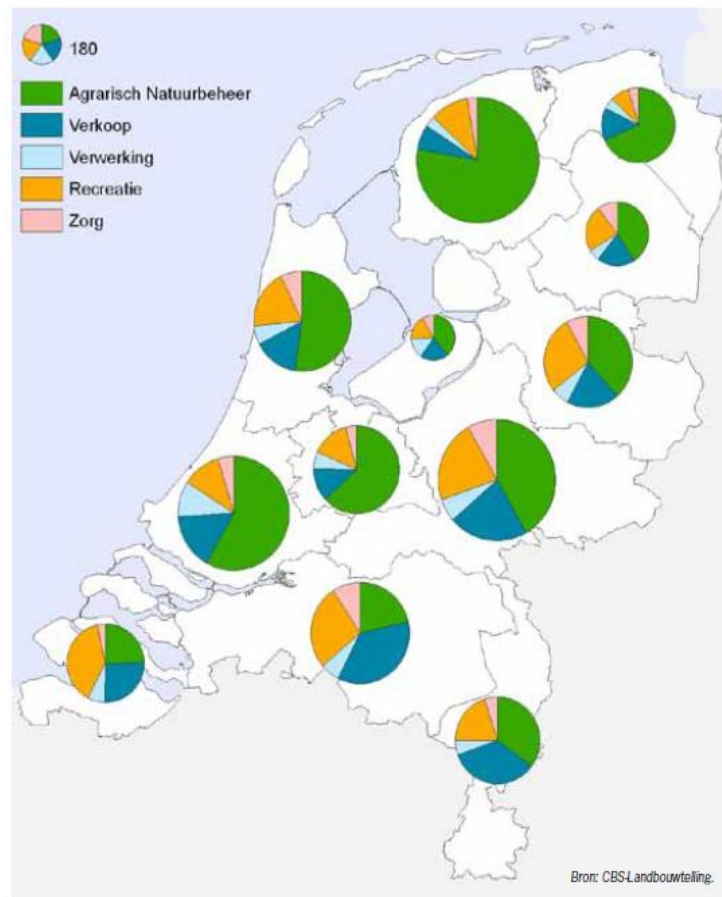 180
Agrarisch Natuurbeheer
Verkoop
Verwerking
Recreatie
Zorg
Bron: CBS-Landbouwtelling.